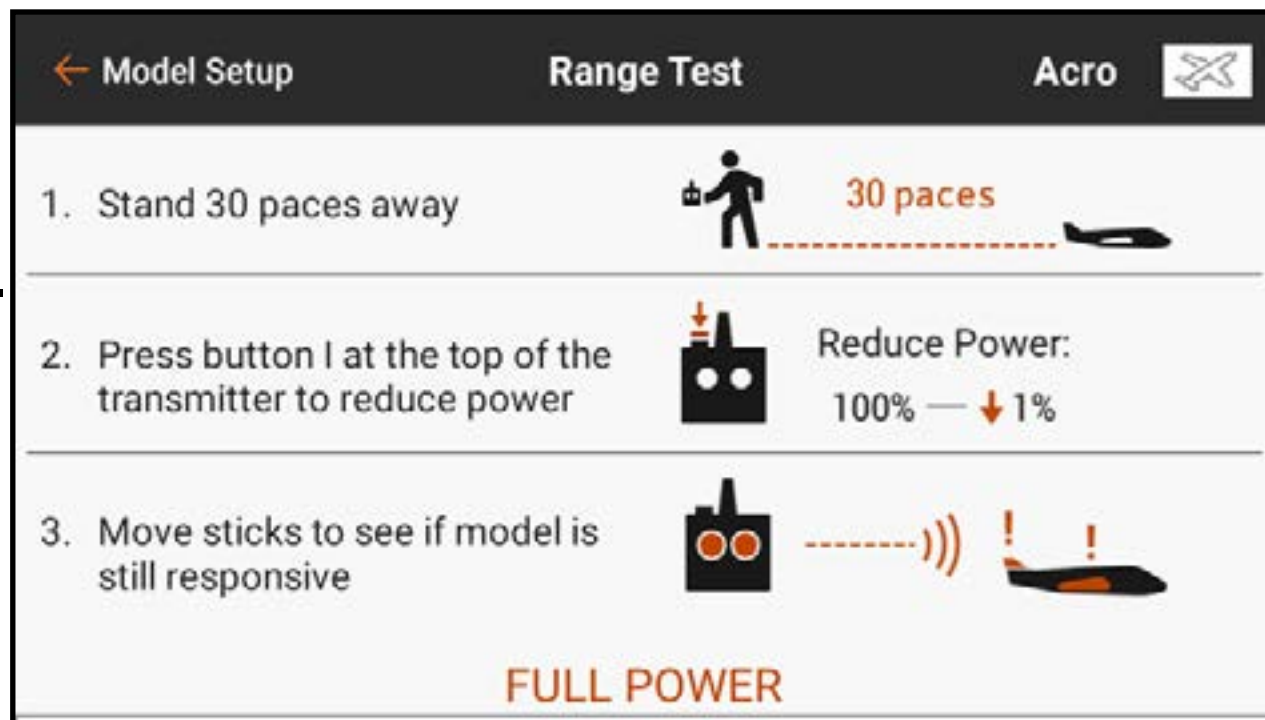 ← Model Setup Range Test Acro
1. Stand 30 paces away
30 paces
2. Press button I at the top of the
transmitter to reduce power
Reduce Power:
100% — ↓ 1%
3. Move sticks to see if model is
still responsive
! !
FULL POWER